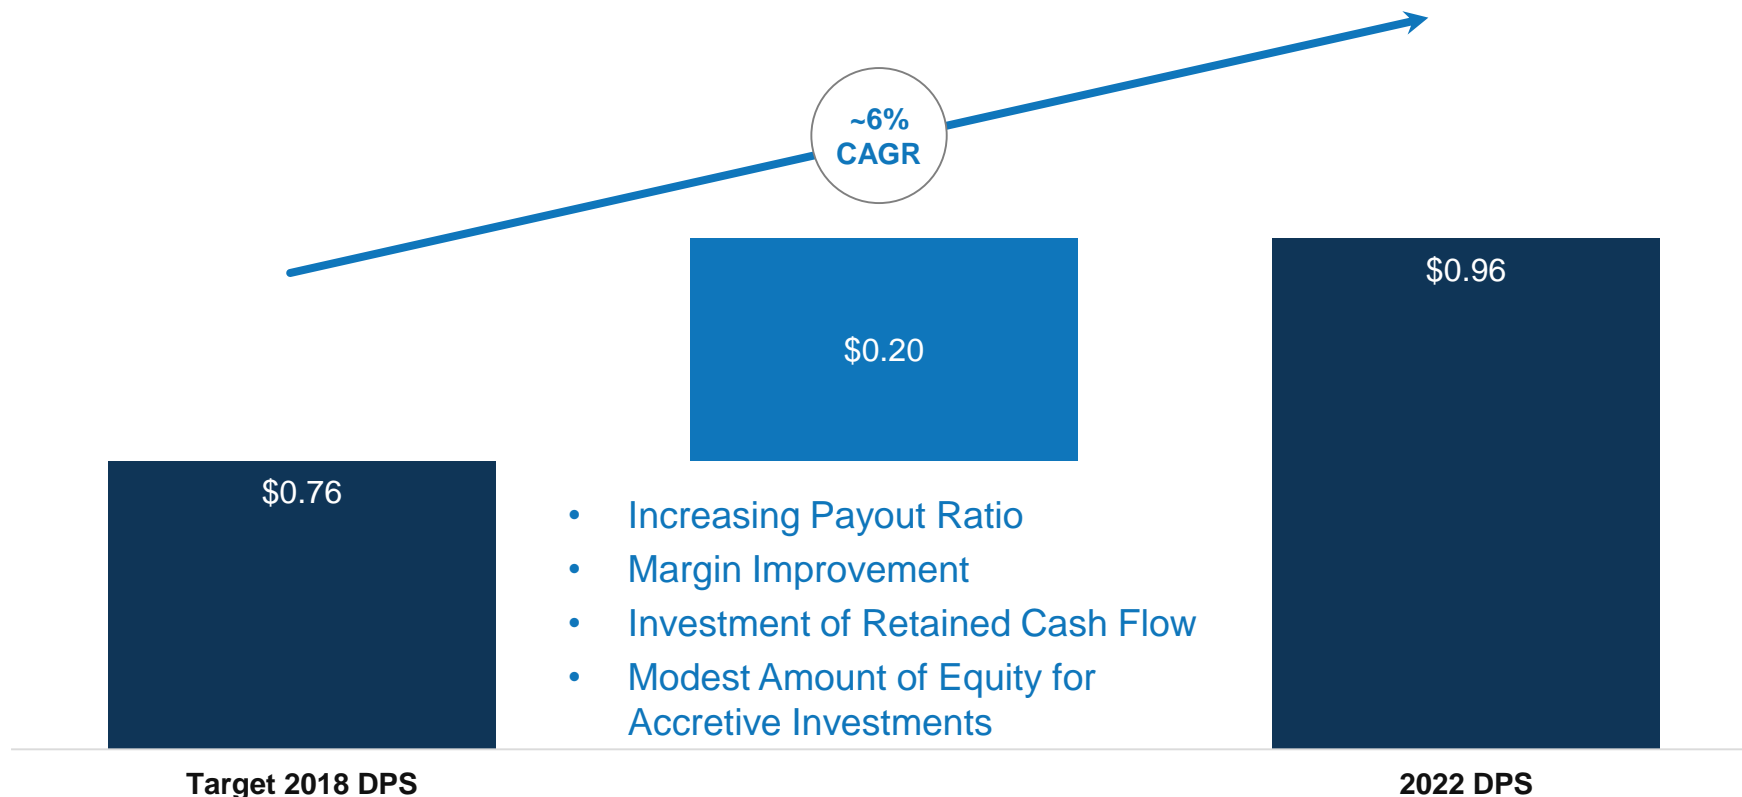 ~6%
CAGR
$0.96
$0.20
$0.76
• Increasing Payout Ratio
• Margin Improvement
• Investment of Retained Cash Flow
• Modest Amount of Equity for
Accretive Investments
Target 2018 DPS
2022 DPS